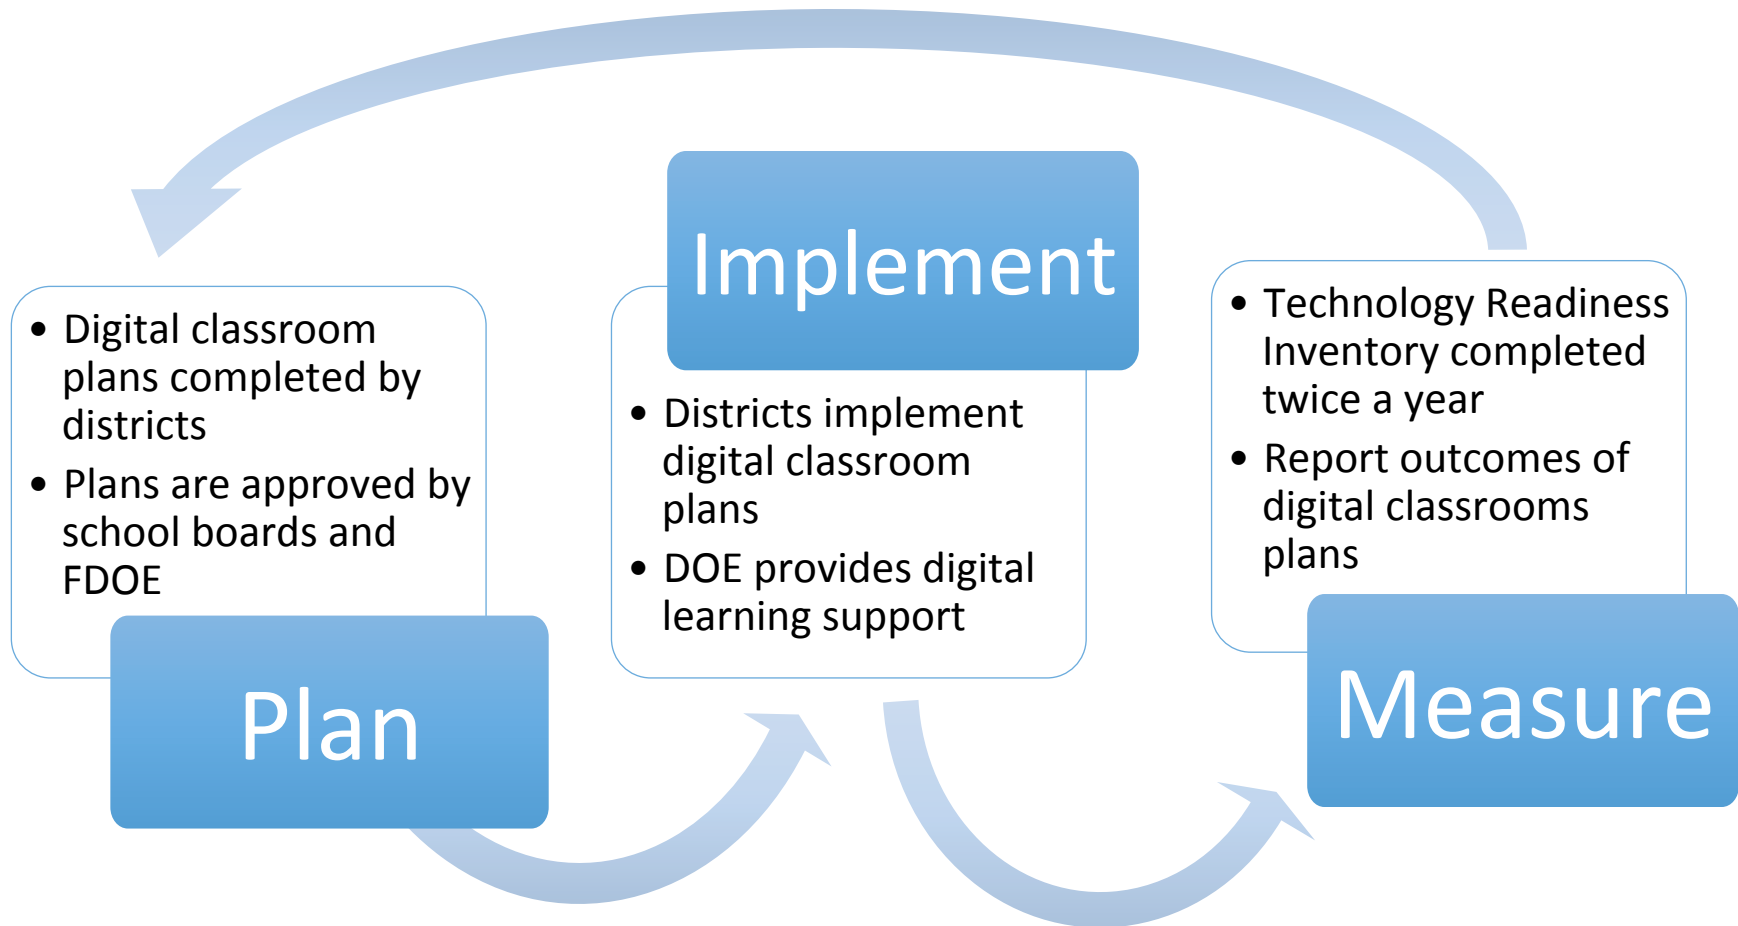 • Digital classroom
plans completed by
districts
• Plans are approved by
school boards and
FDOE
Plan
Implement
• Districts implement
digital classroom
plans
• DOE provides digital
learning support
• Technology Readiness
Inventory completed
twice a year
• Report outcomes of
digital classrooms
plans
Measure